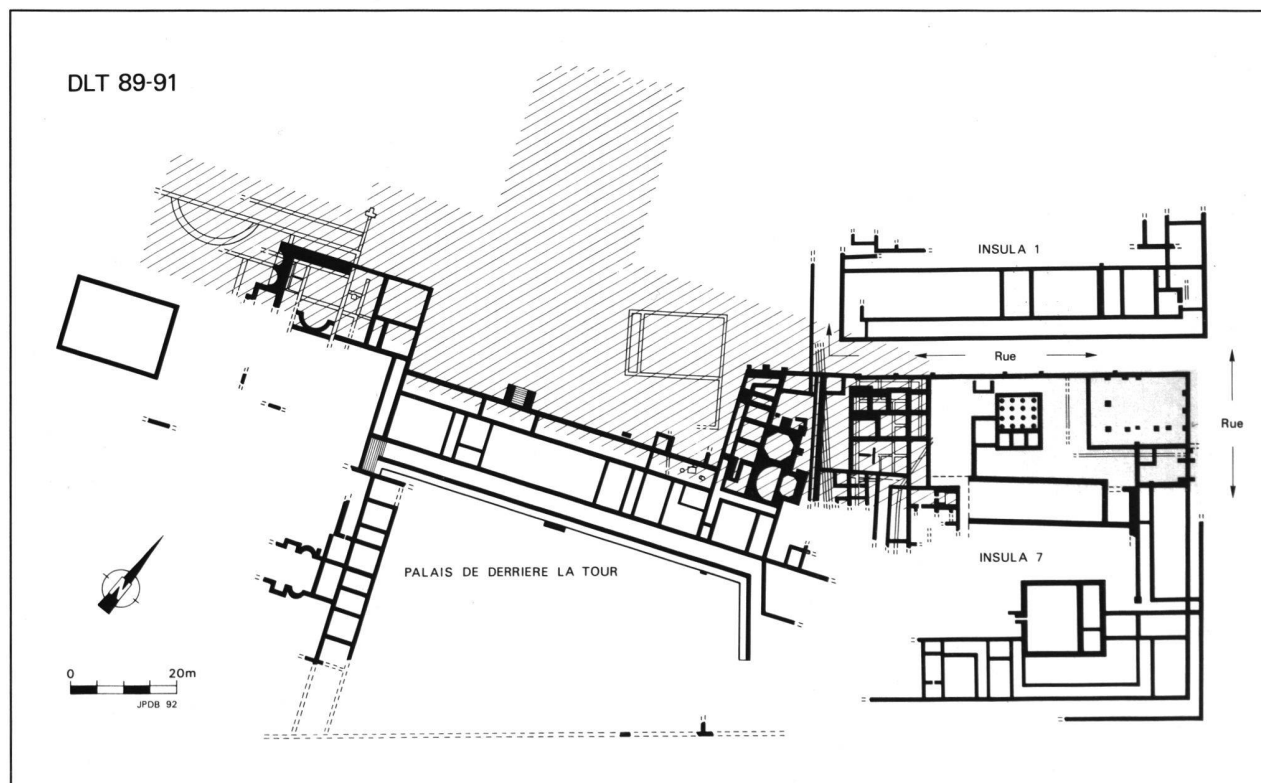 DLT 89-91
INSULA 1
Rue
Rue
INSULA 7
PALAIS DE DERRIERE LA TOUR
N
0 20m
JPDB 92